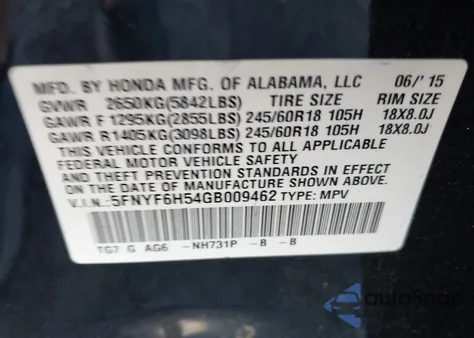 MFD. BY HONDA MFG. OF ALABAMA, LLC 06/'15
GVWR 2650KG(5842LBS) TIRE SIZE RIM SIZE
GAWR F 1295KG(2855LBS) 245/60R18 105H 18X8.0J
GAWR R 1405KG(3098LBS) 245/60R18 105H 18X8.0J
THIS VEHICLE CONFORMS TO ALL APPLICABLE
FEDERAL MOTOR VEHICLE SAFETY AND
THEFT PREVENTION STANDARDS IN EFFECT ON
THE DATE OF MANUFACTURE SHOWN ABOVE.
V.I.N.: 5FNYF6H54GB009462 TYPE: MPV
TG7 G AG6 -NH731P -B -B